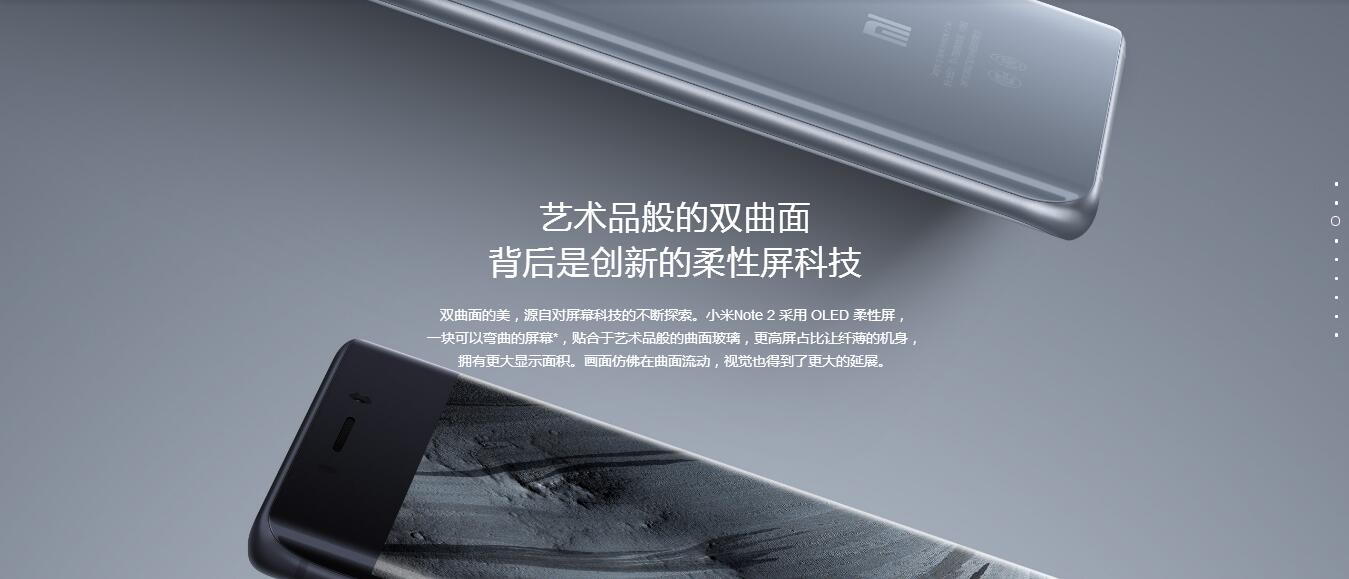 艺术品般的双曲面
背后是创新的柔性屏科技
双曲面的美，源自对屏幕科技的不断探索。小米Note 2 采用 OLED 柔性屏，
一块可以弯曲的屏幕*，贴合于艺术品般的曲面玻璃，更高屏占比让纤薄的机身，
拥有更大显示面积。画面仿佛在曲面流动，视觉也得到了更大的延展。